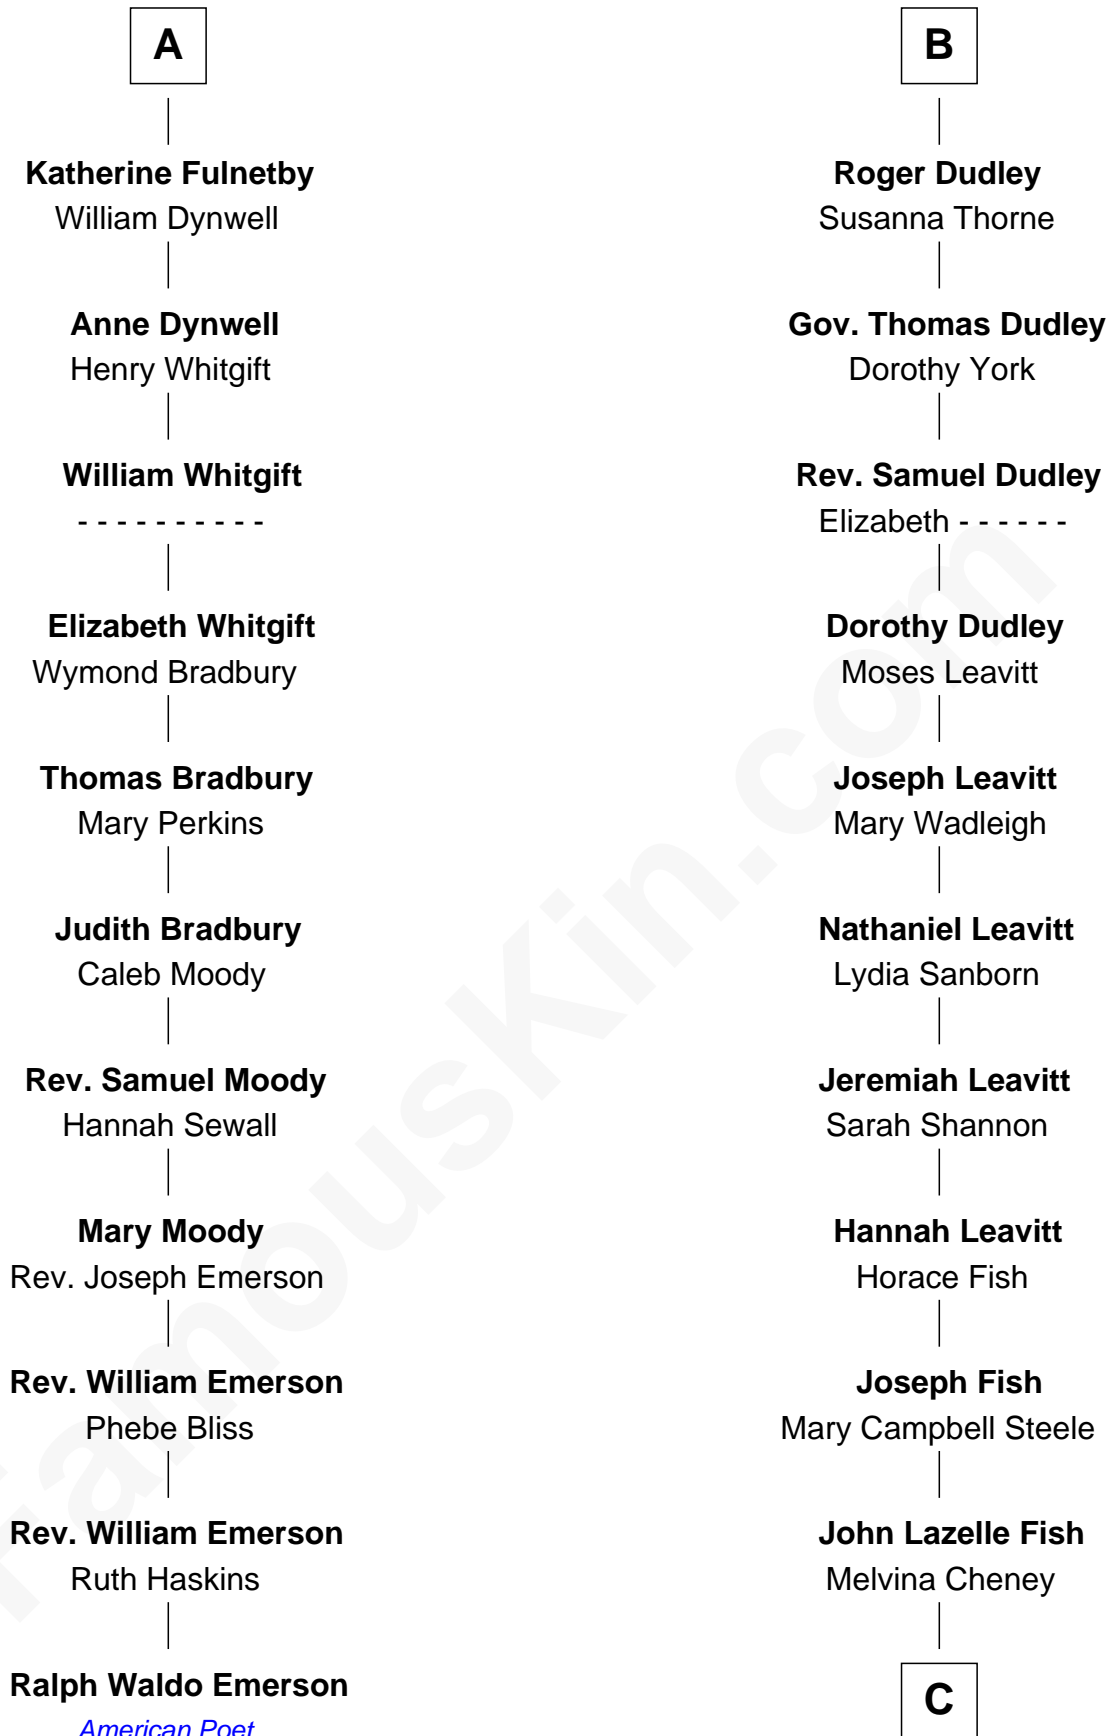 A
Katherine Fulnetby
William Dynwell
Anne Dynwell
Henry Whitgift
William Whitgift
- - - - - - - - - -
Elizabeth Whitgift
Wymond Bradbury
Thomas Bradbury
Mary Perkins
Judith Bradbury
Caleb Moody
Rev. Samuel Moody
Hannah Sewall
Mary Moody
Rev. Joseph Emerson
Rev. William Emerson
Phebe Bliss
Rev. William Emerson
Ruth Haskins
Ralph Waldo Emerson
American Poet
B
Roger Dudley
Susanna Thorne
Gov. Thomas Dudley
Dorothy York
Rev. Samuel Dudley
Elizabeth - - - - - -
Dorothy Dudley
Moses Leavitt
Joseph Leavitt
Mary Wadleigh
Nathaniel Leavitt
Lydia Sanborn
Jeremiah Leavitt
Sarah Shannon
Hannah Leavitt
Horace Fish
Joseph Fish
Mary Campbell Steele
John Lazelle Fish
Melvina Cheney
C
FamousKin.com